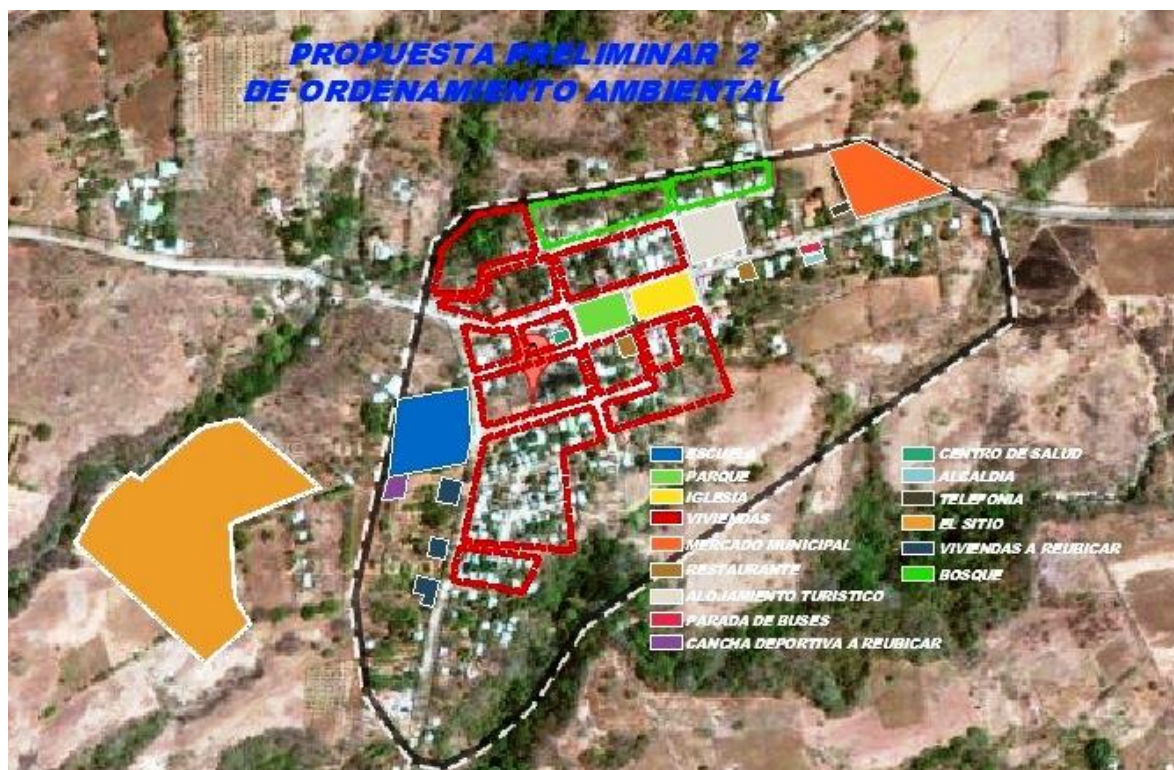 PROPUESTA PRELIMINAR 2
DE ORDENAMIENTO AMBIENTAL
ESCUELA
PARQUE
IGLESIA
VIVIENDAS
MERCADO MUNICIPAL
RESTAURANTE
ALOJAMIENTO TURISTICO
PARADA DE BUSES
CANCHA DEPORTIVA A REUBICAR
CENTRO DE SALUD
ALCALDIA
TELEFONIA
EL SITIO
VIVIENDAS A REUBICAR
BOSQUE